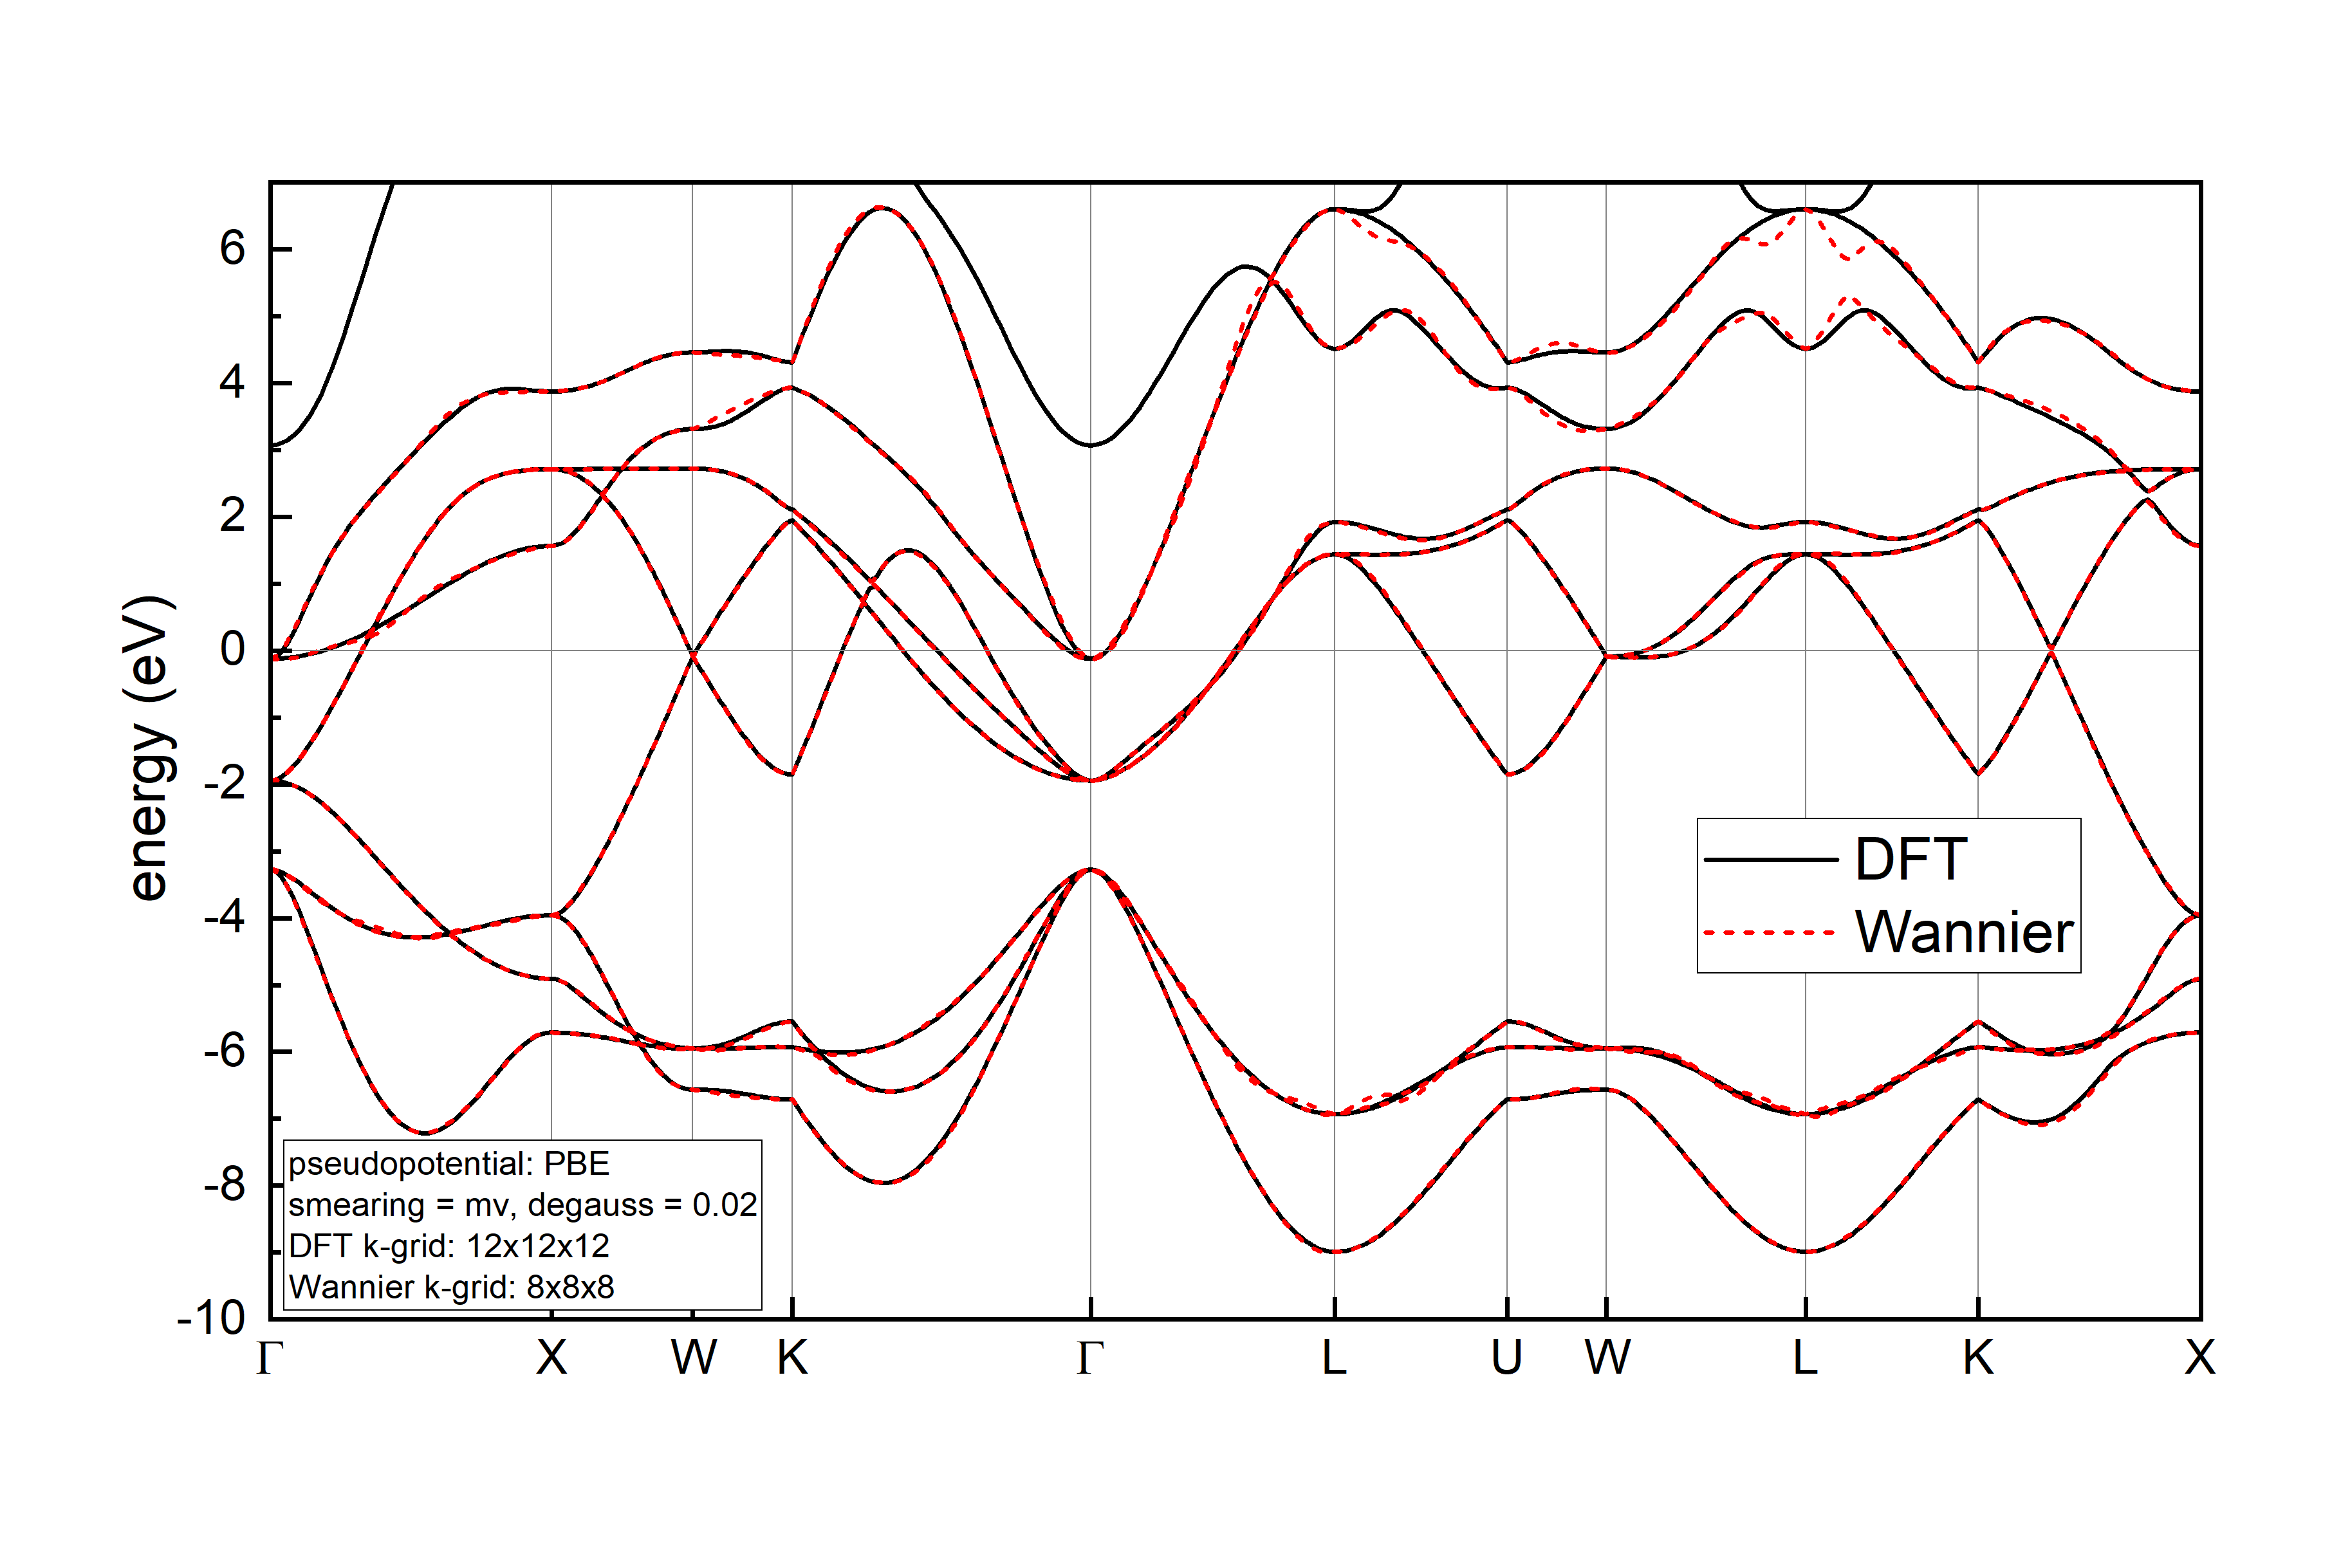 energy (eV)
6
4
2
0
-2
-4
-6
-8
-10
DFT
Wannier
pseudopotential: PBE
smearing = mv, degauss = 0.02
DFT k-grid: 12x12x12
Wannier k-grid: 8x8x8
Γ X W K Γ L U W L K X